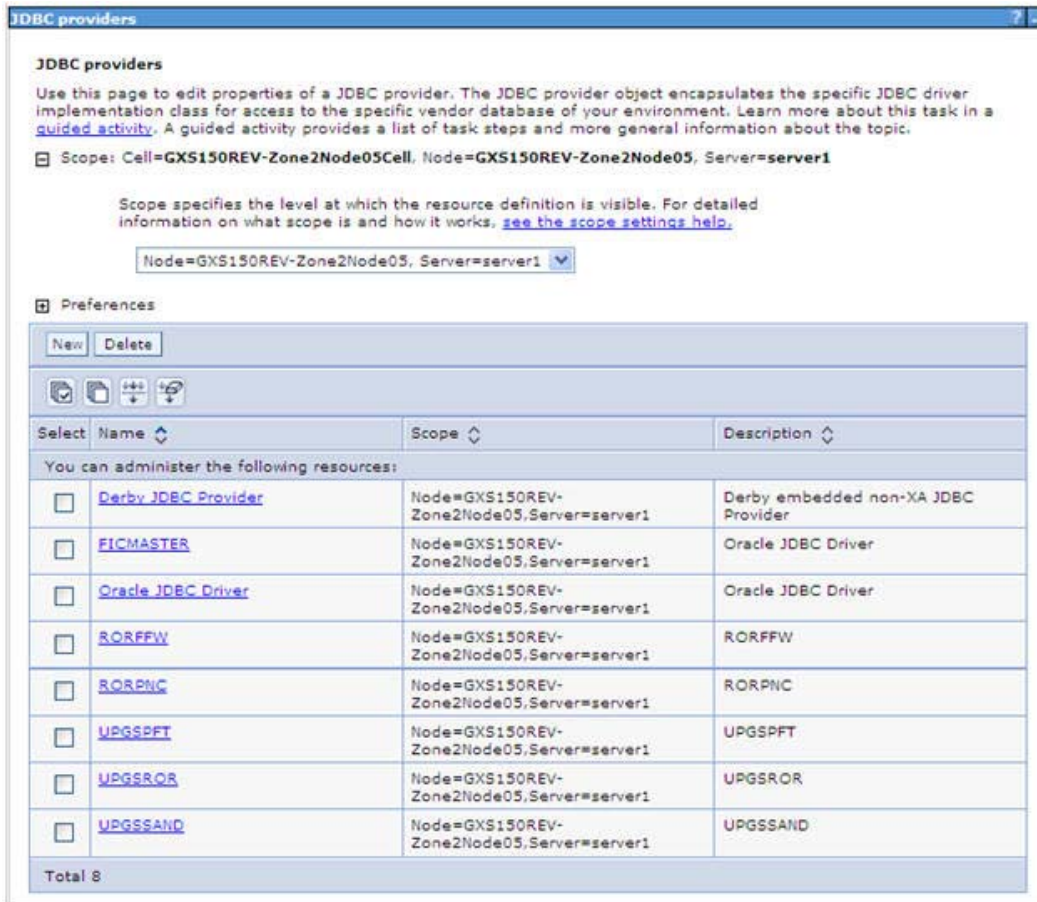 JDBC providers ?
JDBC providers
Use this page to edit properties of a JDBC provider. The JDBC provider object encapsulates the specific JDBC driver
implementation class for access to the specific vendor database of your environment. Learn more about this task in a
guided activity. A guided activity provides a list of task steps and more general information about the topic.
Scope: Cell=GXS150REV-Zone2Node05Cell, Node=GXS150REV-Zone2Node05, Server=server1
Scope specifies the level at which the resource definition is visible. For detailed
information on what scope is and how it works, see the scope settings help.
Node=GXS150REV-Zone2Node05, Server=server1
Preferences
New Delete
Select Name Scope Description
You can administer the following resources:
Derby JDBC Provider Node=GXS150REV- Derby embedded non-XA JDBC
Zone2Node05,Server=server1 Provider
FICMASTER Node=GXS150REV- Oracle JDBC Driver
Zone2Node05,Server=server1
Oracle JDBC Driver Node=GXS150REV- Oracle JDBC Driver
Zone2Node05,Server=server1
RORFFW Node=GXS150REV- RORFFW
Zone2Node05,Server=server1
RORPNC Node=GXS150REV- RORPNC
Zone2Node05,Server=server1
UPGSPFT Node=GXS150REV- UPGSPFT
Zone2Node05,Server=server1
UPGSROR Node=GXS150REV- UPGSROR
Zone2Node05,Server=server1
UPGSSAND Node=GXS150REV- UPGSSAND
Zone2Node05,Server=server1
Total 8